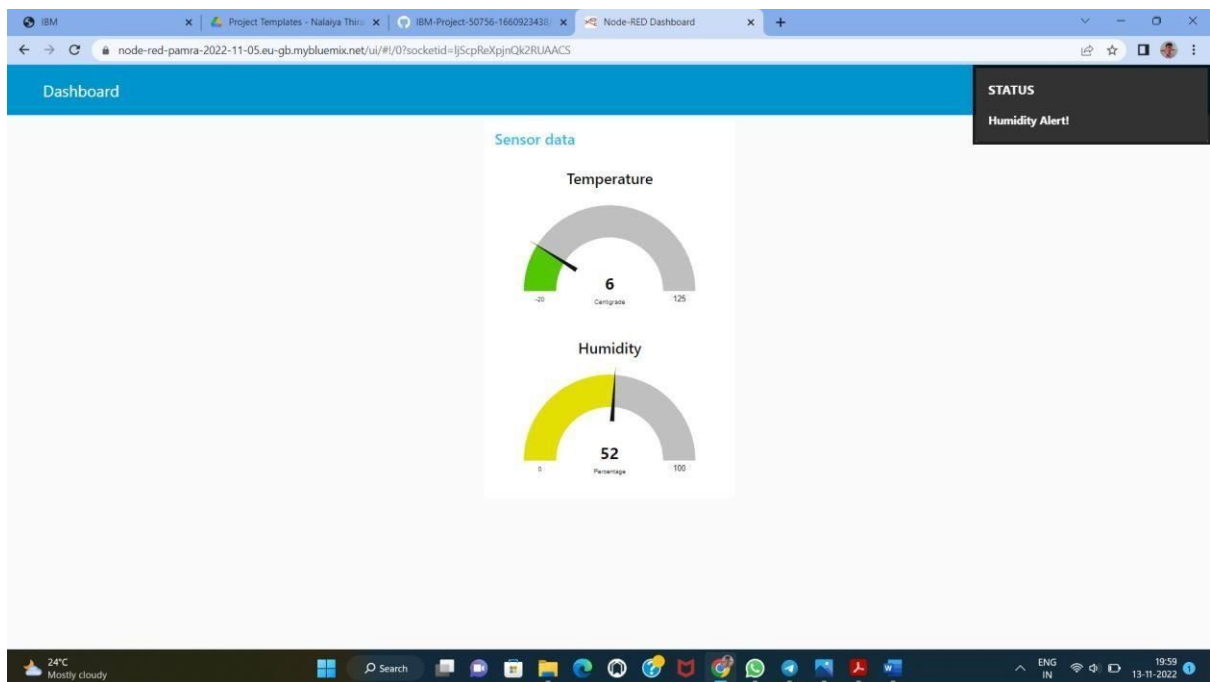 IBM
Project Templates - Nalaiya Thira
IBM-Project-50756-1660923438/
Node-RED Dashboard
node-red-pamra-2022-11-05.eu-gb.mybluemix.net/ui/#!/0?socketid=ljScpReXpjnQk2RUAACS
Dashboard
STATUS
Humidity Alert!
Sensor data
Temperature
6
Centigrade
-20
125
Humidity
52
Percentage
0
100
24°C
Mostly cloudy
Search
ENG
IN
19:59
13-11-2022
1